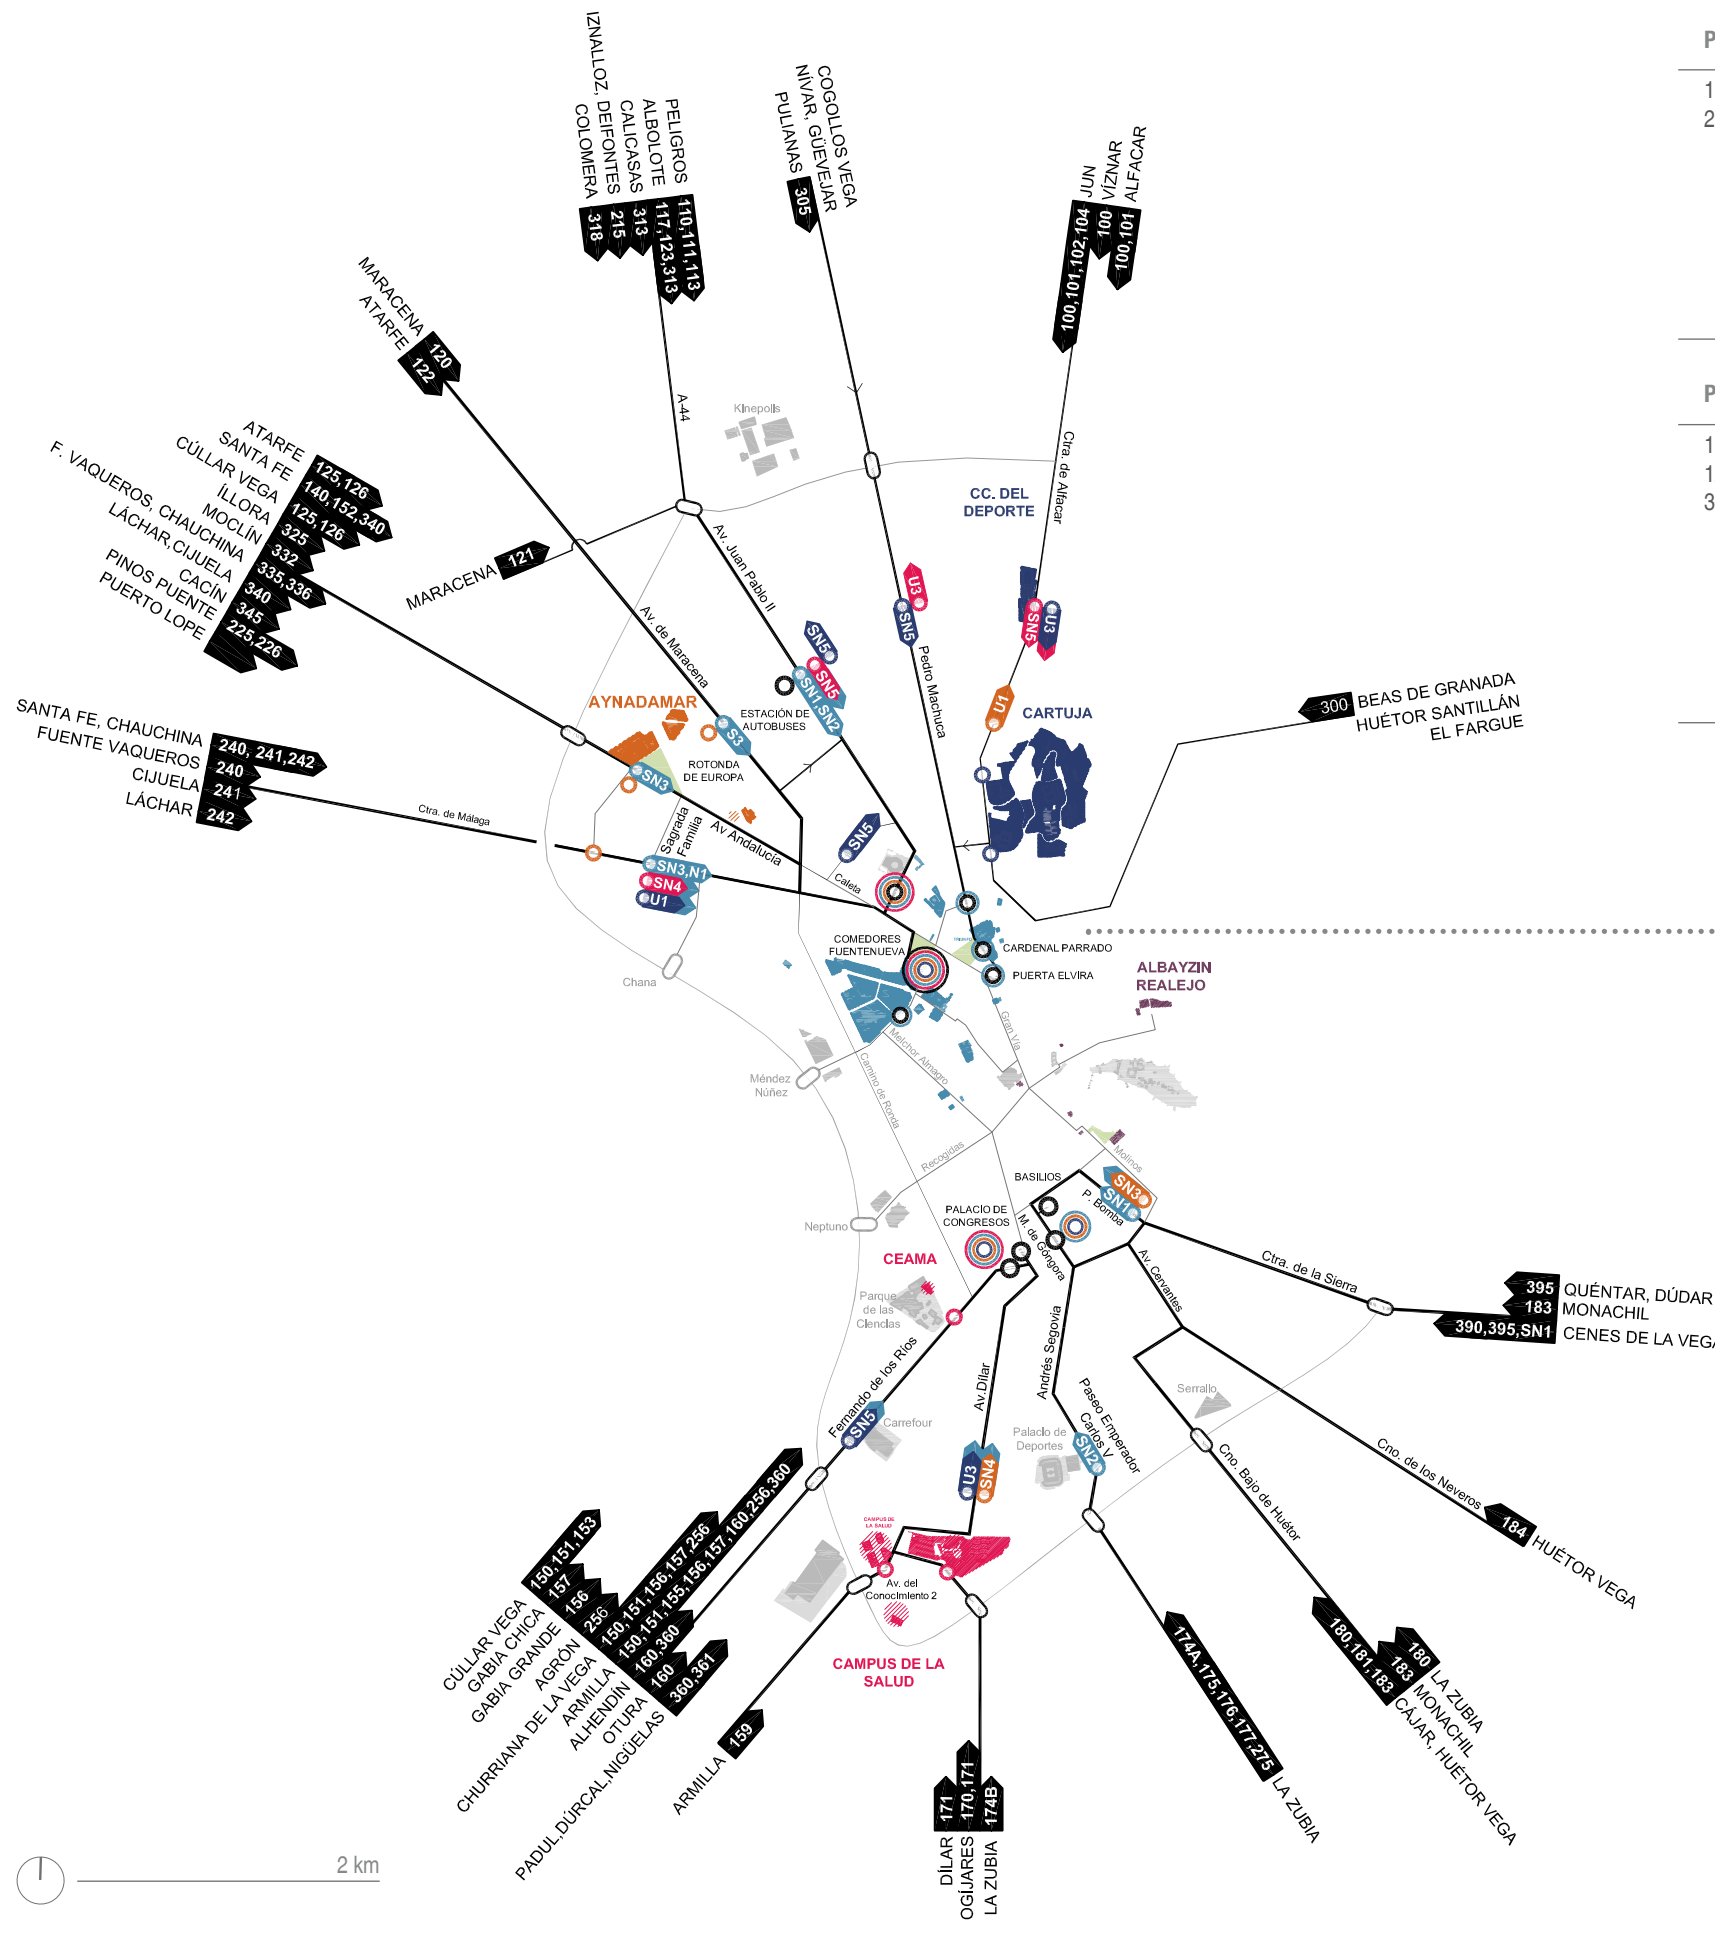 IZNALLOZ, DEIFONTES
COLOMERA
CALICASAS
ALBOLOTE
PELIGROS
318
215
313
117,123,313
110,111,113
COGOLLOS VEGA
NÍVAR, GÜEVEJAR
PULIANAS
305
JUN
VÍZNAR
ALFACAR
100,101,102,104
100
100,101
P
1
2
P
1
1
3
MARACENA
ATARFE
120
122
A-44
Kinepolis
Ctra. de Alfacar
CC. DEL
DEPORTE
ATARFE
SANTA FE
CÚLLAR VEGA
ÍLLORA
MOCLÍN
F. VAQUEROS, CHAUCHINA
LÁCHAR,CIJUELA
CACÍN
PINOS PUENTE
PUERTO LOPE
125,126
140,152,340
125,126
325
332
335,336
340
345
225,226
MARACENA
121
Av. Juan Pablo II
Av. de Maracena
U3
SN5
Pedro Machuca
SN5
U3
U1
CARTUJA
300
BEAS DE GRANADA
HUÉTOR SANTILLÁN
EL FARGUE
SN5
SN5
SN1,SN2
AYNADAMAR
S3
ESTACIÓN DE
AUTOBUSES
ROTONDA
DE EUROPA
SN3
SANTA FE, CHAUCHINA
FUENTE VAQUEROS
CIJUELA
LÁCHAR
240, 241,242
240
241
242
Ctra. de Málaga
Sagrada
Familia
Av Andalucía
SN5
Caleta
SN3,N1
SN4
U1
COMEDORES
FUENTENUEVA
CARDENAL PARRADO
PUERTA ELVIRA
ALBAYZIN
REALEJO
Chana
Gran Vía
Melchor Almagro
Camino de Ronda
Méndez
Núñez
Recogidas
Molinos
BASILIOS
SN3
SN1
P. Bomba
Neptuno
PALACIO DE
CONGRESOS
M. de Góngora
CEAMA
Parque
de las
Ciencias
Av. Cervantes
Ctra. de la Sierra
395
183
390,395,SN1
QUÉNTAR, DÚDAR
MONACHIL
CENES DE LA VEGA
Fernando de los Ríos
Av.Dílar
Andrés Segovia
Paseo Emperador
Carlos V
SN5
Carrefour
Palacio de
Deportes
SN2
Serrallo
U3
SN4
Cno. Bajo de Huétor
Cno. de los Neveros
184
HUÉTOR VEGA
CAMPUS DE
LA SALUD
Av. del
Conocimiento 2
CAMPUS DE LA
SALUD
150,151,153
157
156
256
150,151,156,157,256
150,151,155,156,157,160,256,360
160,360
160
360,361
CÚLLAR VEGA
GABIA CHICA
GABIA GRANDE
AGRÓN
CHURRIANA DE LA VEGA
ARMILLA
ALHENDÍN
OTURA
PADUL,DÚRCAL,NIGÜELAS
ARMILLA
159
171
170,171
174B
DÍLAR
OGÍJARES
LA ZUBIA
174A,175,176,177,275
LA ZUBIA
180,181,183
183
180
LA ZUBIA
MONACHIL
CÁJAR, HUÉTOR VEGA
2 km